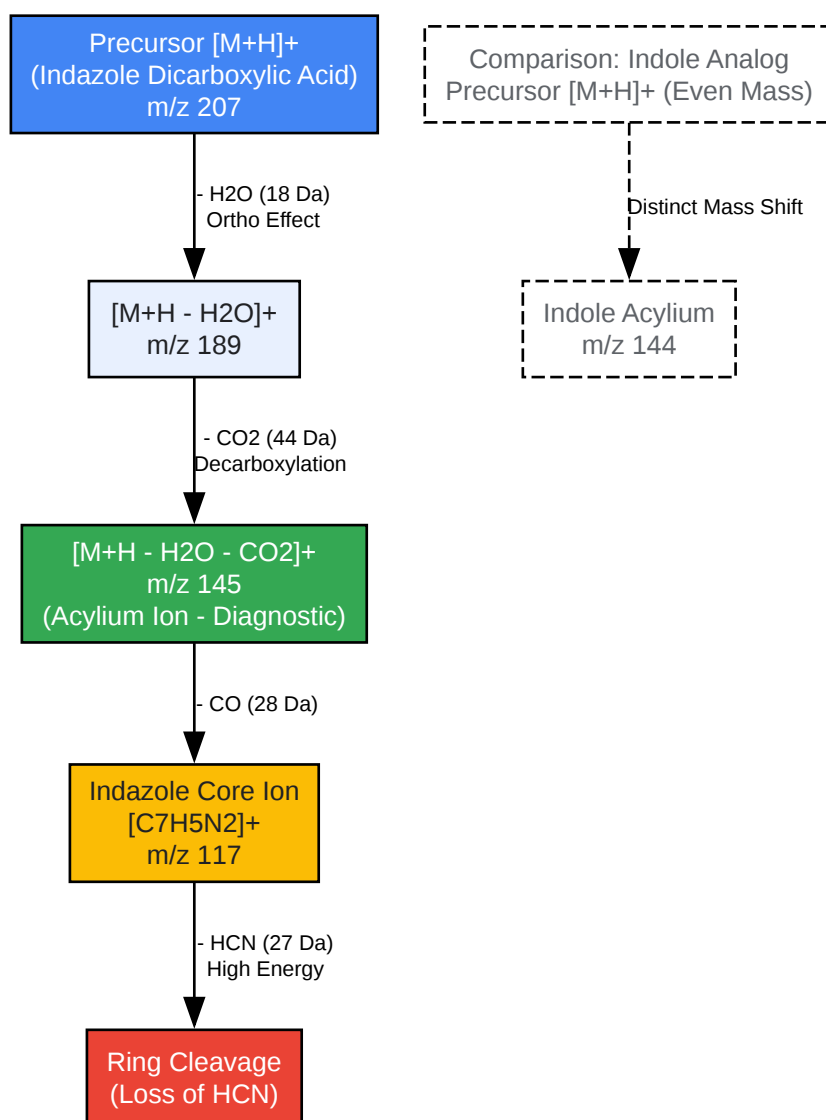 Precursor [M+H]+
(Indazole Dicarboxylic Acid)
m/z 207
Comparison: Indole Analog
Precursor [M+H]+ (Even Mass)
- H2O (18 Da)
Ortho Effect
Distinct Mass Shift
[M+H - H2O]+
m/z 189
Indole Acylium
m/z 144
- CO2 (44 Da)
Decarboxylation
[M+H - H2O - CO2]+
m/z 145
(Acylium Ion - Diagnostic)
- CO (28 Da)
Indazole Core Ion
[C7H5N2]+
m/z 117
- HCN (27 Da)
High Energy
Ring Cleavage
(Loss of HCN)